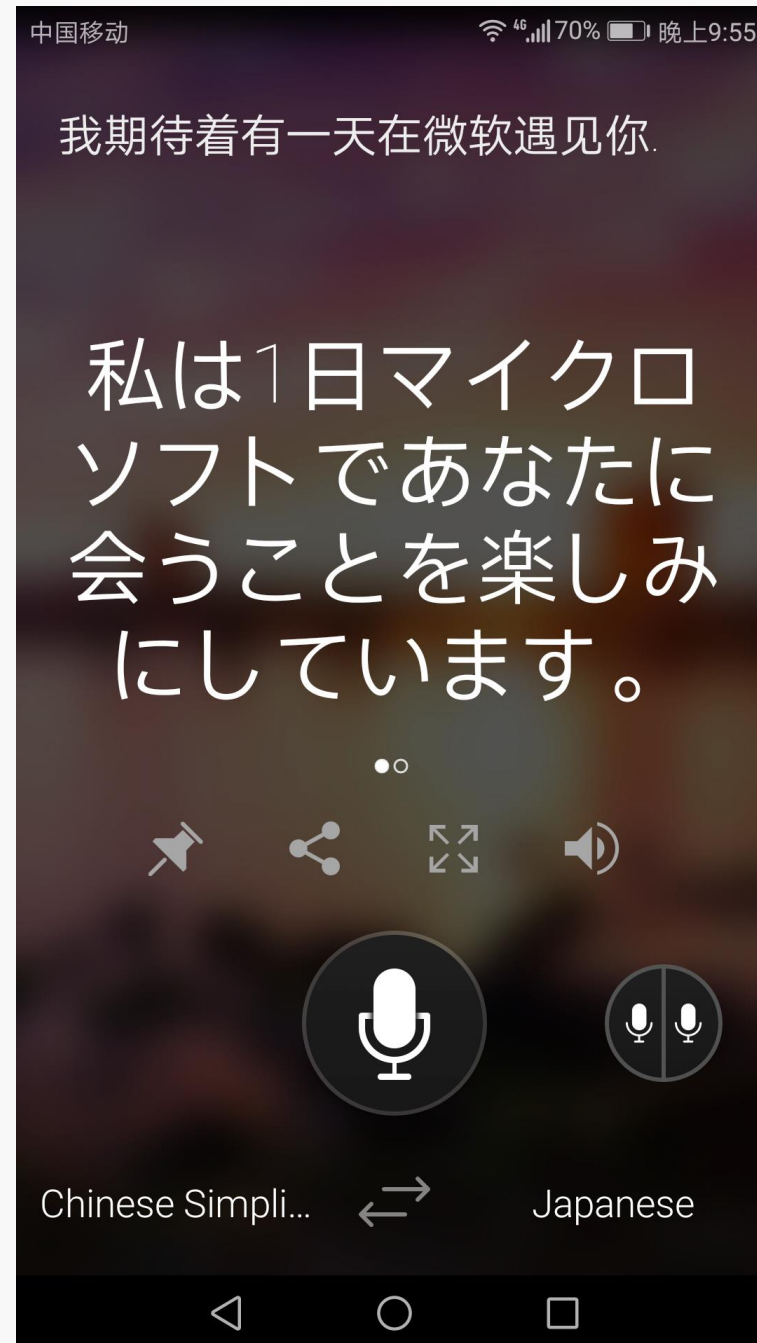 中国移动 4G 70% 晚上9:55
我期待着有一天在微软遇见你.
私は1日マイクロ
ソフトであなたに
会うことを楽しみ
にしています。
Chinese Simpli... Japanese